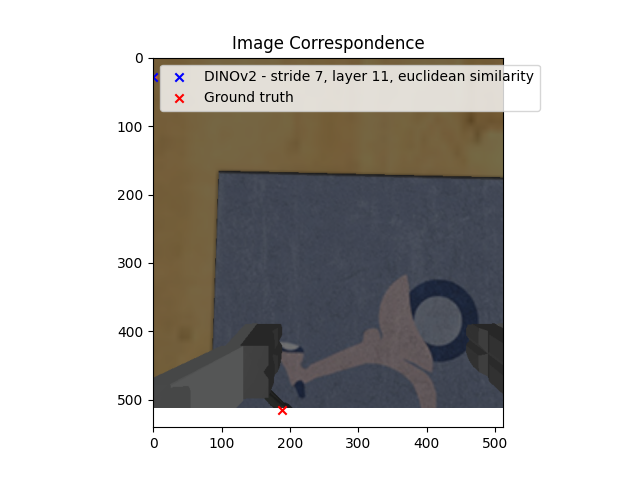 Image Correspondence
DINOv2 - stride 7, layer 11, euclidean similarity
Ground truth
0
100
200
300
400
500
0 100 200 300 400 500